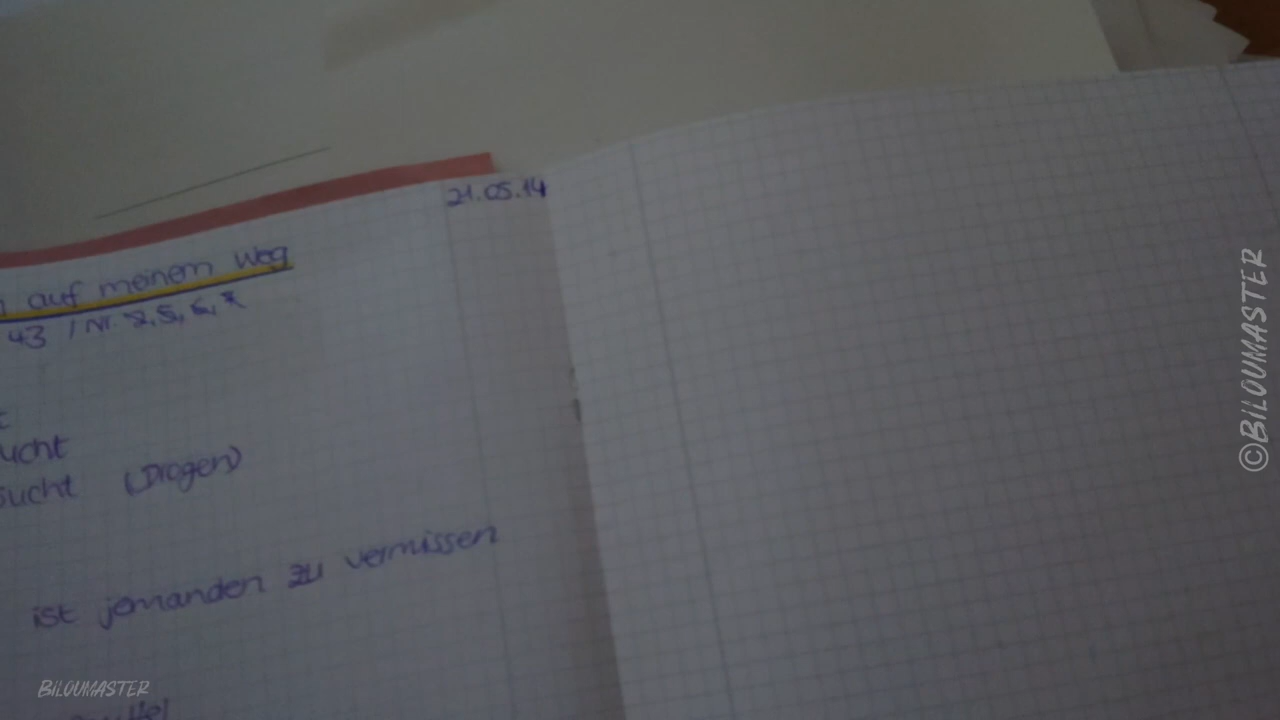 21.05.14
auf meinem Weg
43 / Nr. 2, 5, 6, 7
ucht
sucht (Drogen)
ist jemanden zu vermissen
©BILOUMASTER
BILOUMASTER